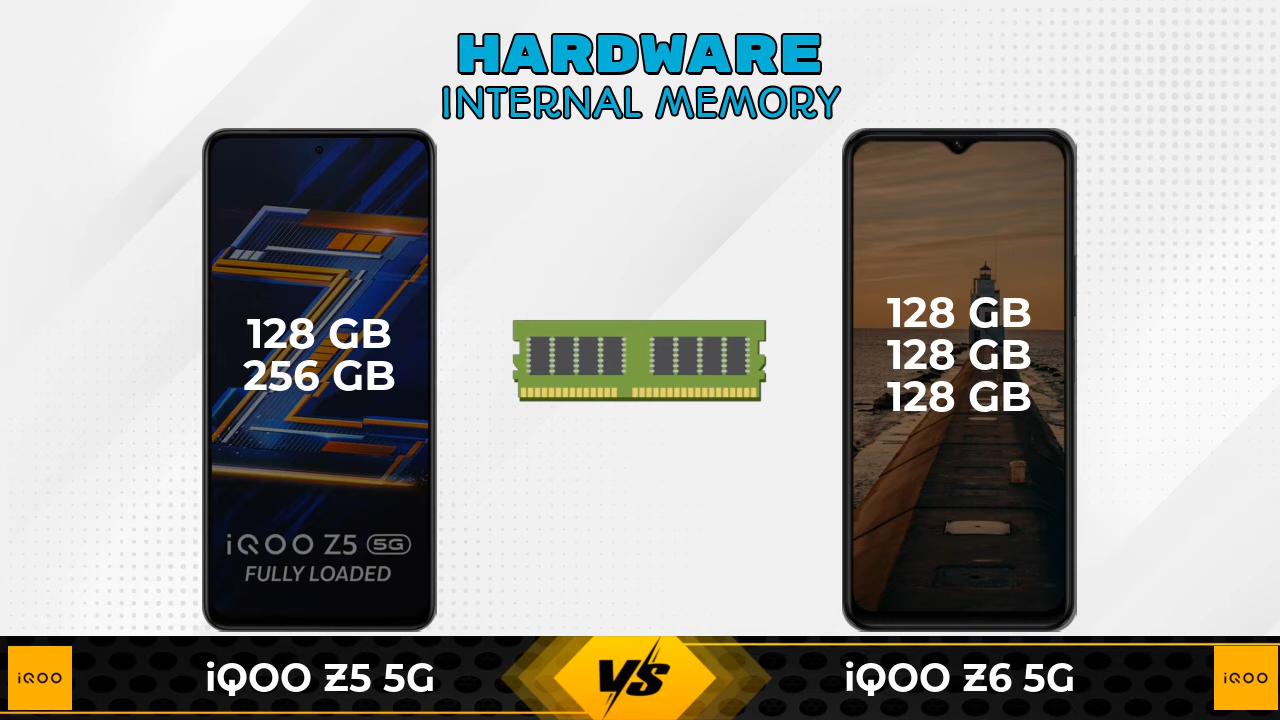 HARDWARE
INTERNAL MEMORY
128 GB
256 GB
iQOO Z5 5G
FULLY LOADED
128 GB
128 GB
128 GB
iQOO
iQOO Z5 5G
VS
iQOO Z6 5G
iQOO